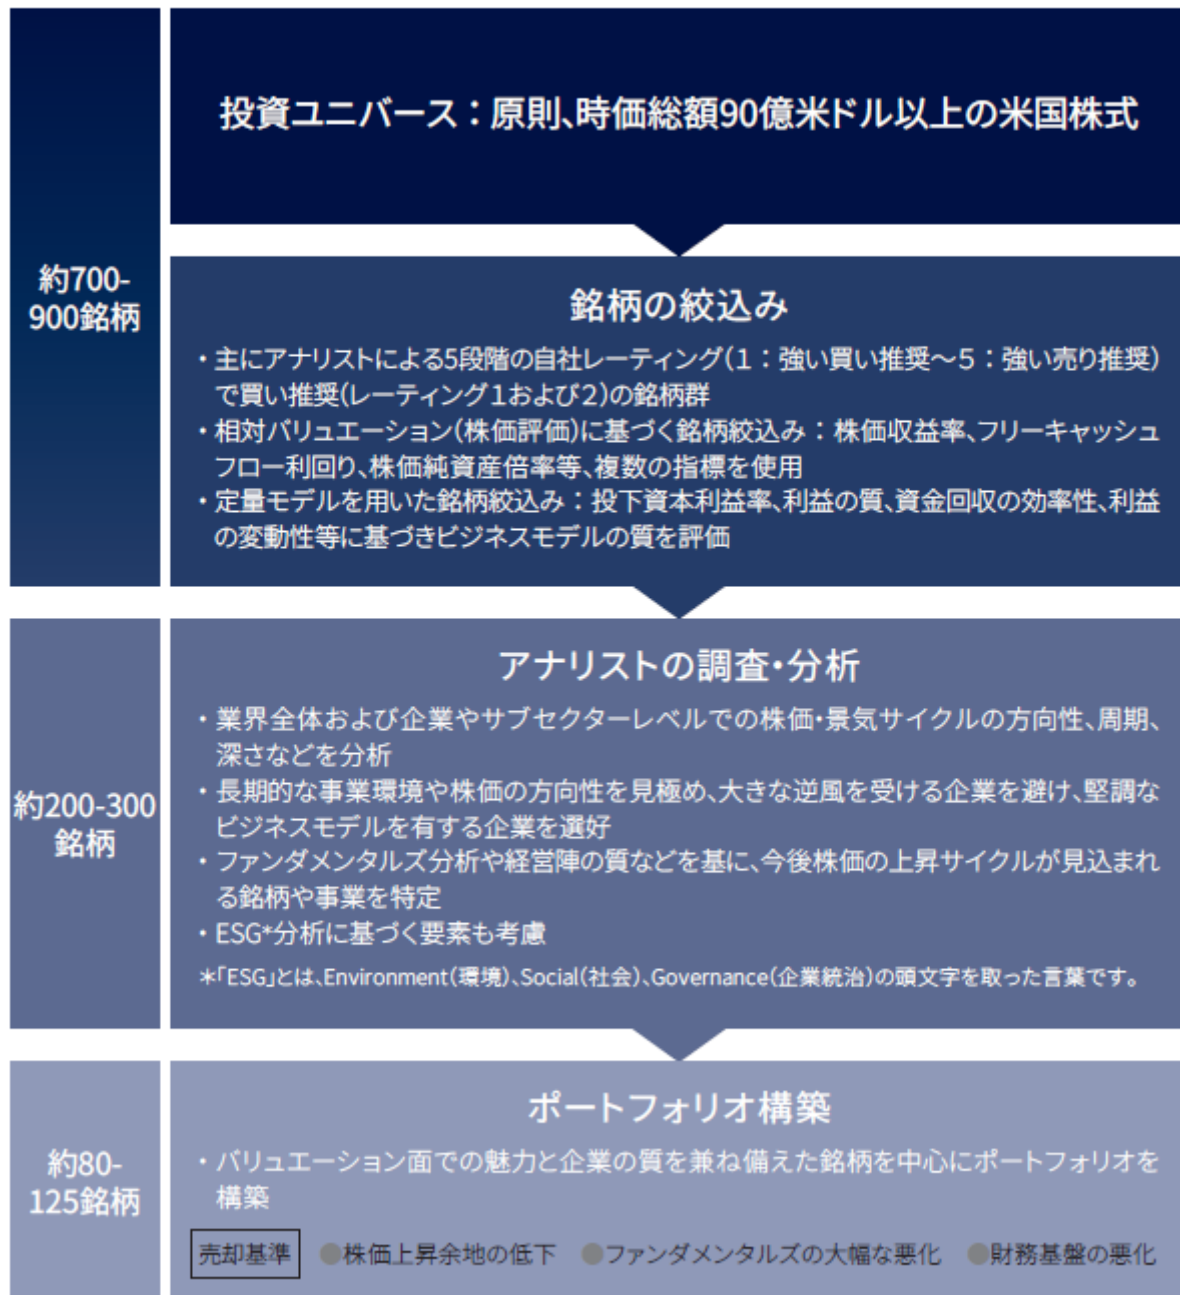 投資ユニバース：原則、時価総額90億米ドル以上の米国株式
約700-
900銘柄
銘柄の絞込み
・主にアナリストによる5段階の自社レーティング(1：強い買い推奨〜5：強い売り推奨)
で買い推奨(レーティング1および2)の銘柄群
・相対バリュエーション(株価評価)に基づく銘柄絞込み：株価収益率、フリーキャッシュ
フロー利回り、株価純資産倍率等、複数の指標を使用
・定量モデルを用いた銘柄絞込み：投下資本利益率、利益の質、資金回収の効率性、利益
の変動性等に基づきビジネスモデルの質を評価
約200-300
銘柄
アナリストの調査・分析
・業界全体および企業やサブセクターレベルでの株価・景気サイクルの方向性、周期、
深さなどを分析
・長期的な事業環境や株価の方向性を見極め、大きな逆風を受ける企業を避け、堅調な
ビジネスモデルを有する企業を選好
・ファンダメンタルズ分析や経営陣の質などを基に、今後株価の上昇サイクルが見込まれ
る銘柄や事業を特定
・ESG*分析に基づく要素も考慮
＊「ESG」とは、Environment(環境)、Social(社会)、Governance(企業統治)の頭文字を取った言葉です。
約80-
125銘柄
ポートフォリオ構築
・バリュエーション面での魅力と企業の質を兼ね備えた銘柄を中心にポートフォリオを
構築
売却基準 ●株価上昇余地の低下 ●ファンダメンタルズの大幅な悪化 ●財務基盤の悪化